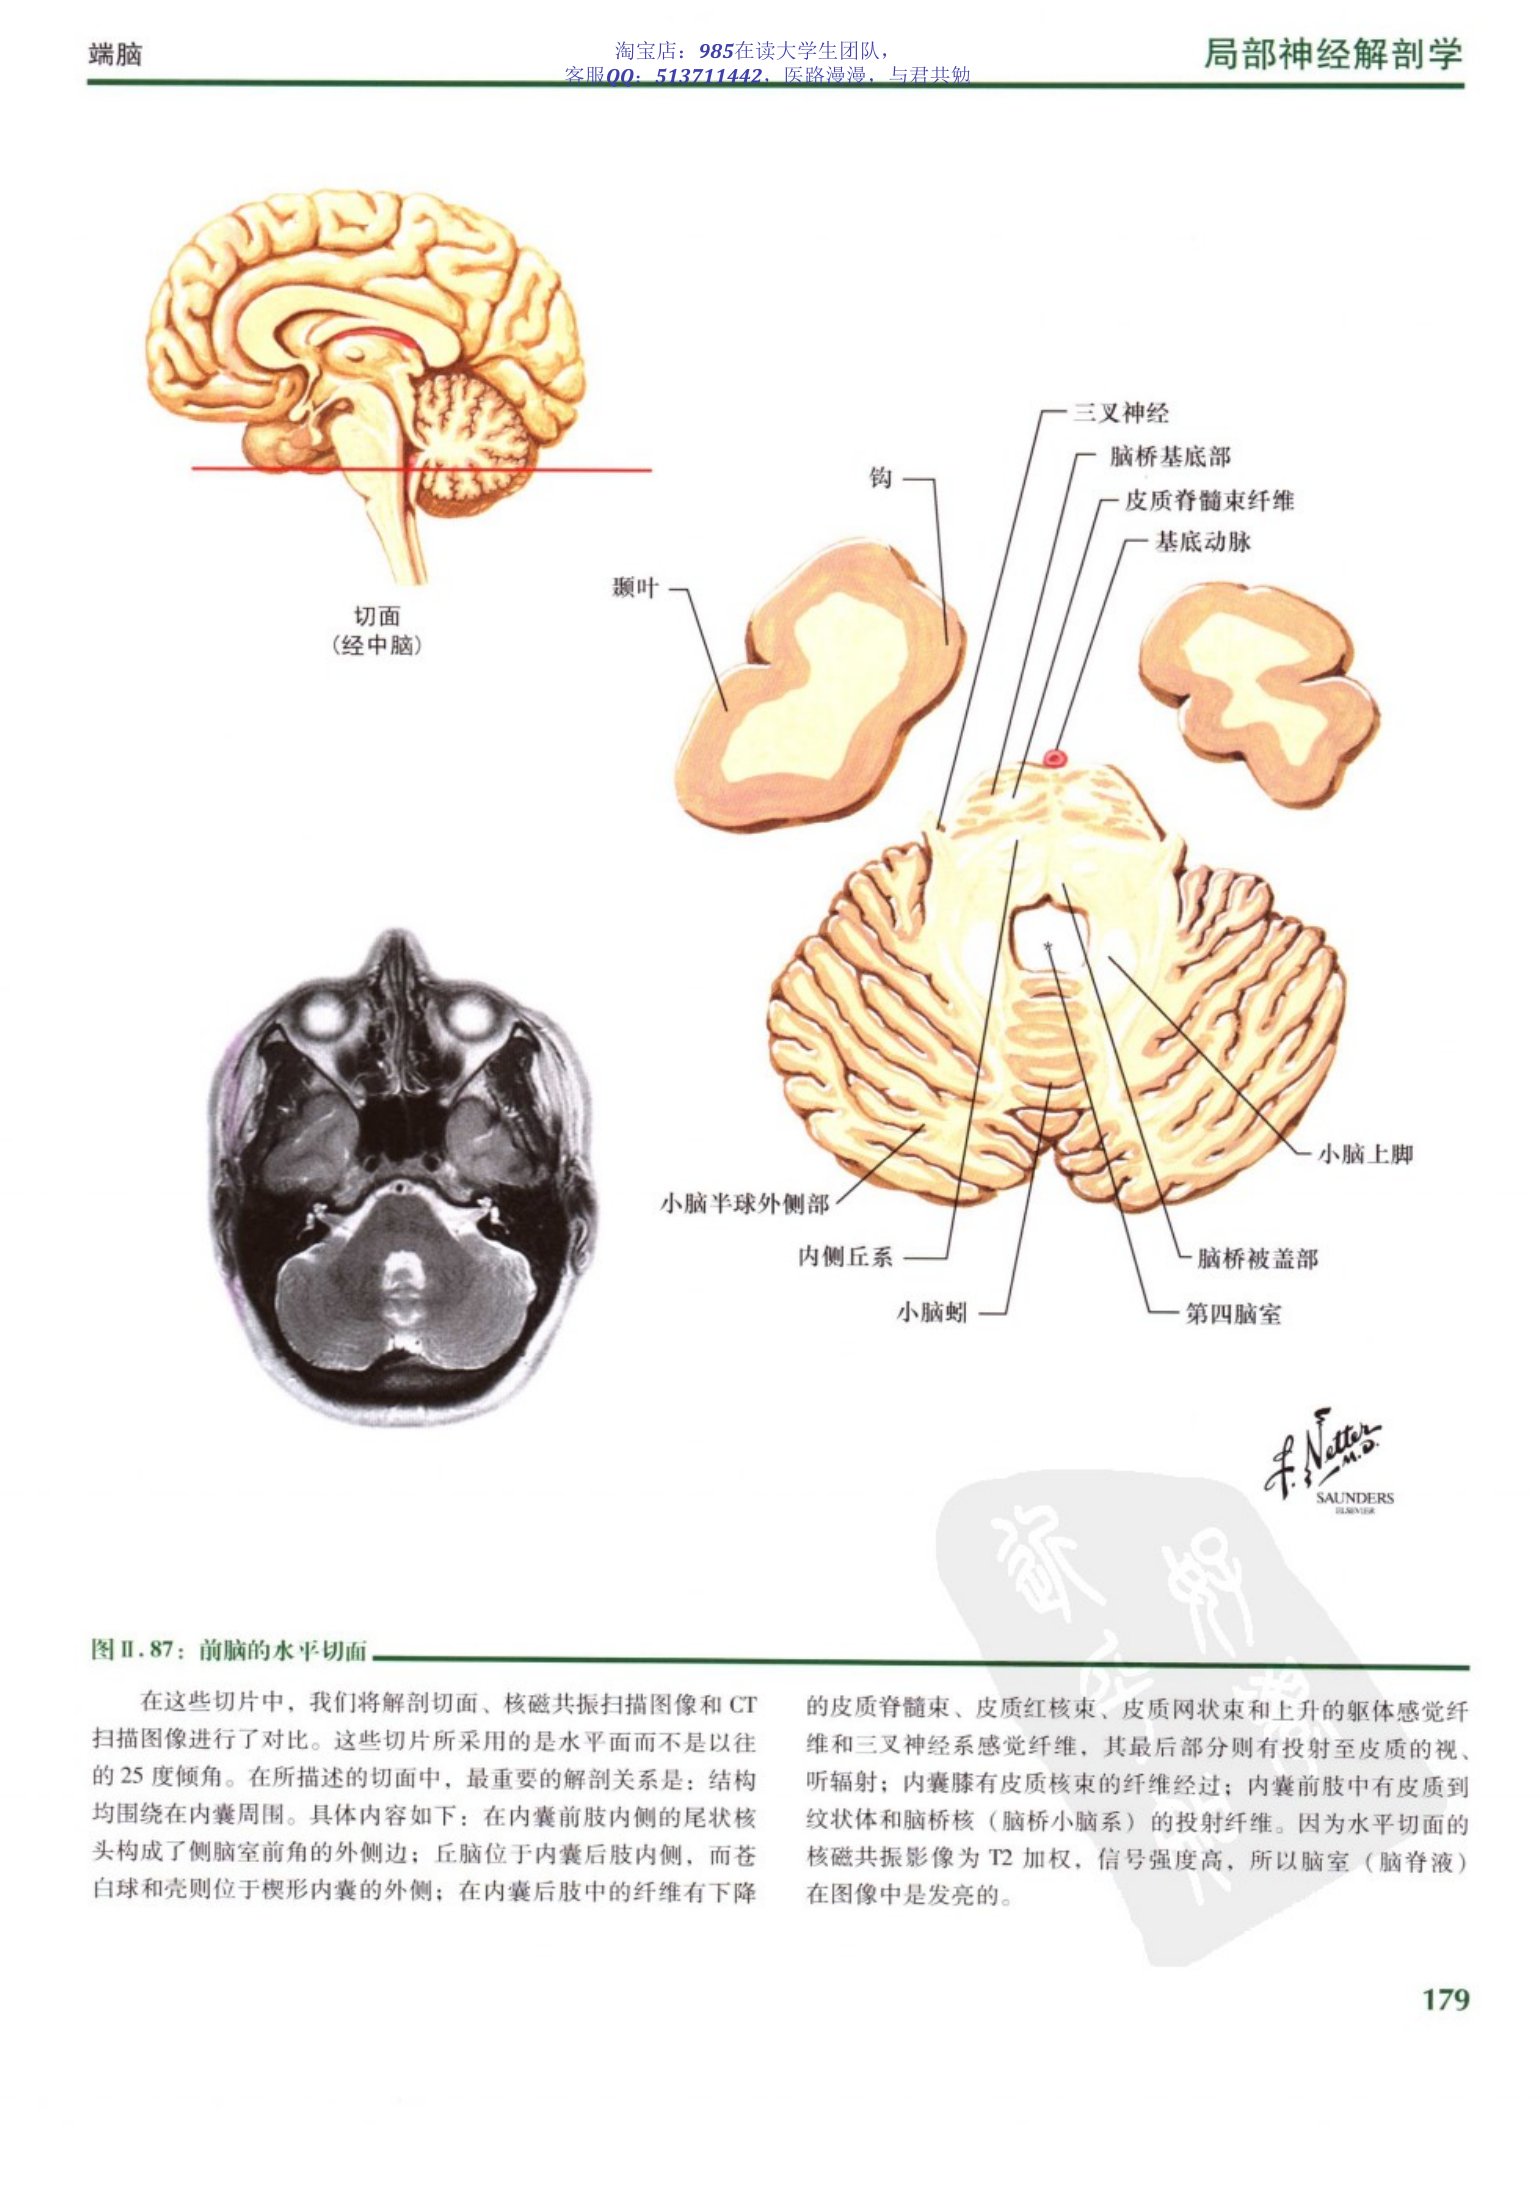 端脑
淘宝店：985在读大学生团队，
客服QQ：513711442，医路漫漫，与君共勉
局部神经解剖学
三叉神经
脑桥基底部
钩
皮质脊髓束纤维
基底动脉
颞叶
切面
（经中脑）
小脑上脚
小脑半球外侧部
内侧丘系
脑桥被盖部
小脑蚓
第四脑室
*
F. Netter M.D.
SAUNDERS
ELSEVIER
图Ⅱ.87：前脑的水平切面
在这些切片中，我们将解剖切面、核磁共振扫描图像和 CT
扫描图像进行了对比。这些切片所采用的是水平面而不是以往
的 25 度倾角。在所描述的切面中，最重要的解剖关系是：结构
均围绕在内囊周围。具体内容如下：在内囊前肢内侧的尾状核
头构成了侧脑室前角的外侧边；丘脑位于内囊后肢内侧，而苍
白球和壳则位于楔形内囊的外侧；在内囊后肢中的纤维有下降
的皮质脊髓束、皮质红核束、皮质网状束和上升的躯体感觉纤
维和三叉神经系感觉纤维，其最后部分则有投射至皮质的视、
听辐射；内囊膝有皮质核束的纤维经过；内囊前肢中有皮质到
纹状体和脑桥核（脑桥小脑系）的投射纤维。因为水平切面的
核磁共振影像为 T2 加权，信号强度高，所以脑室（脑脊液）
在图像中是发亮的。
179